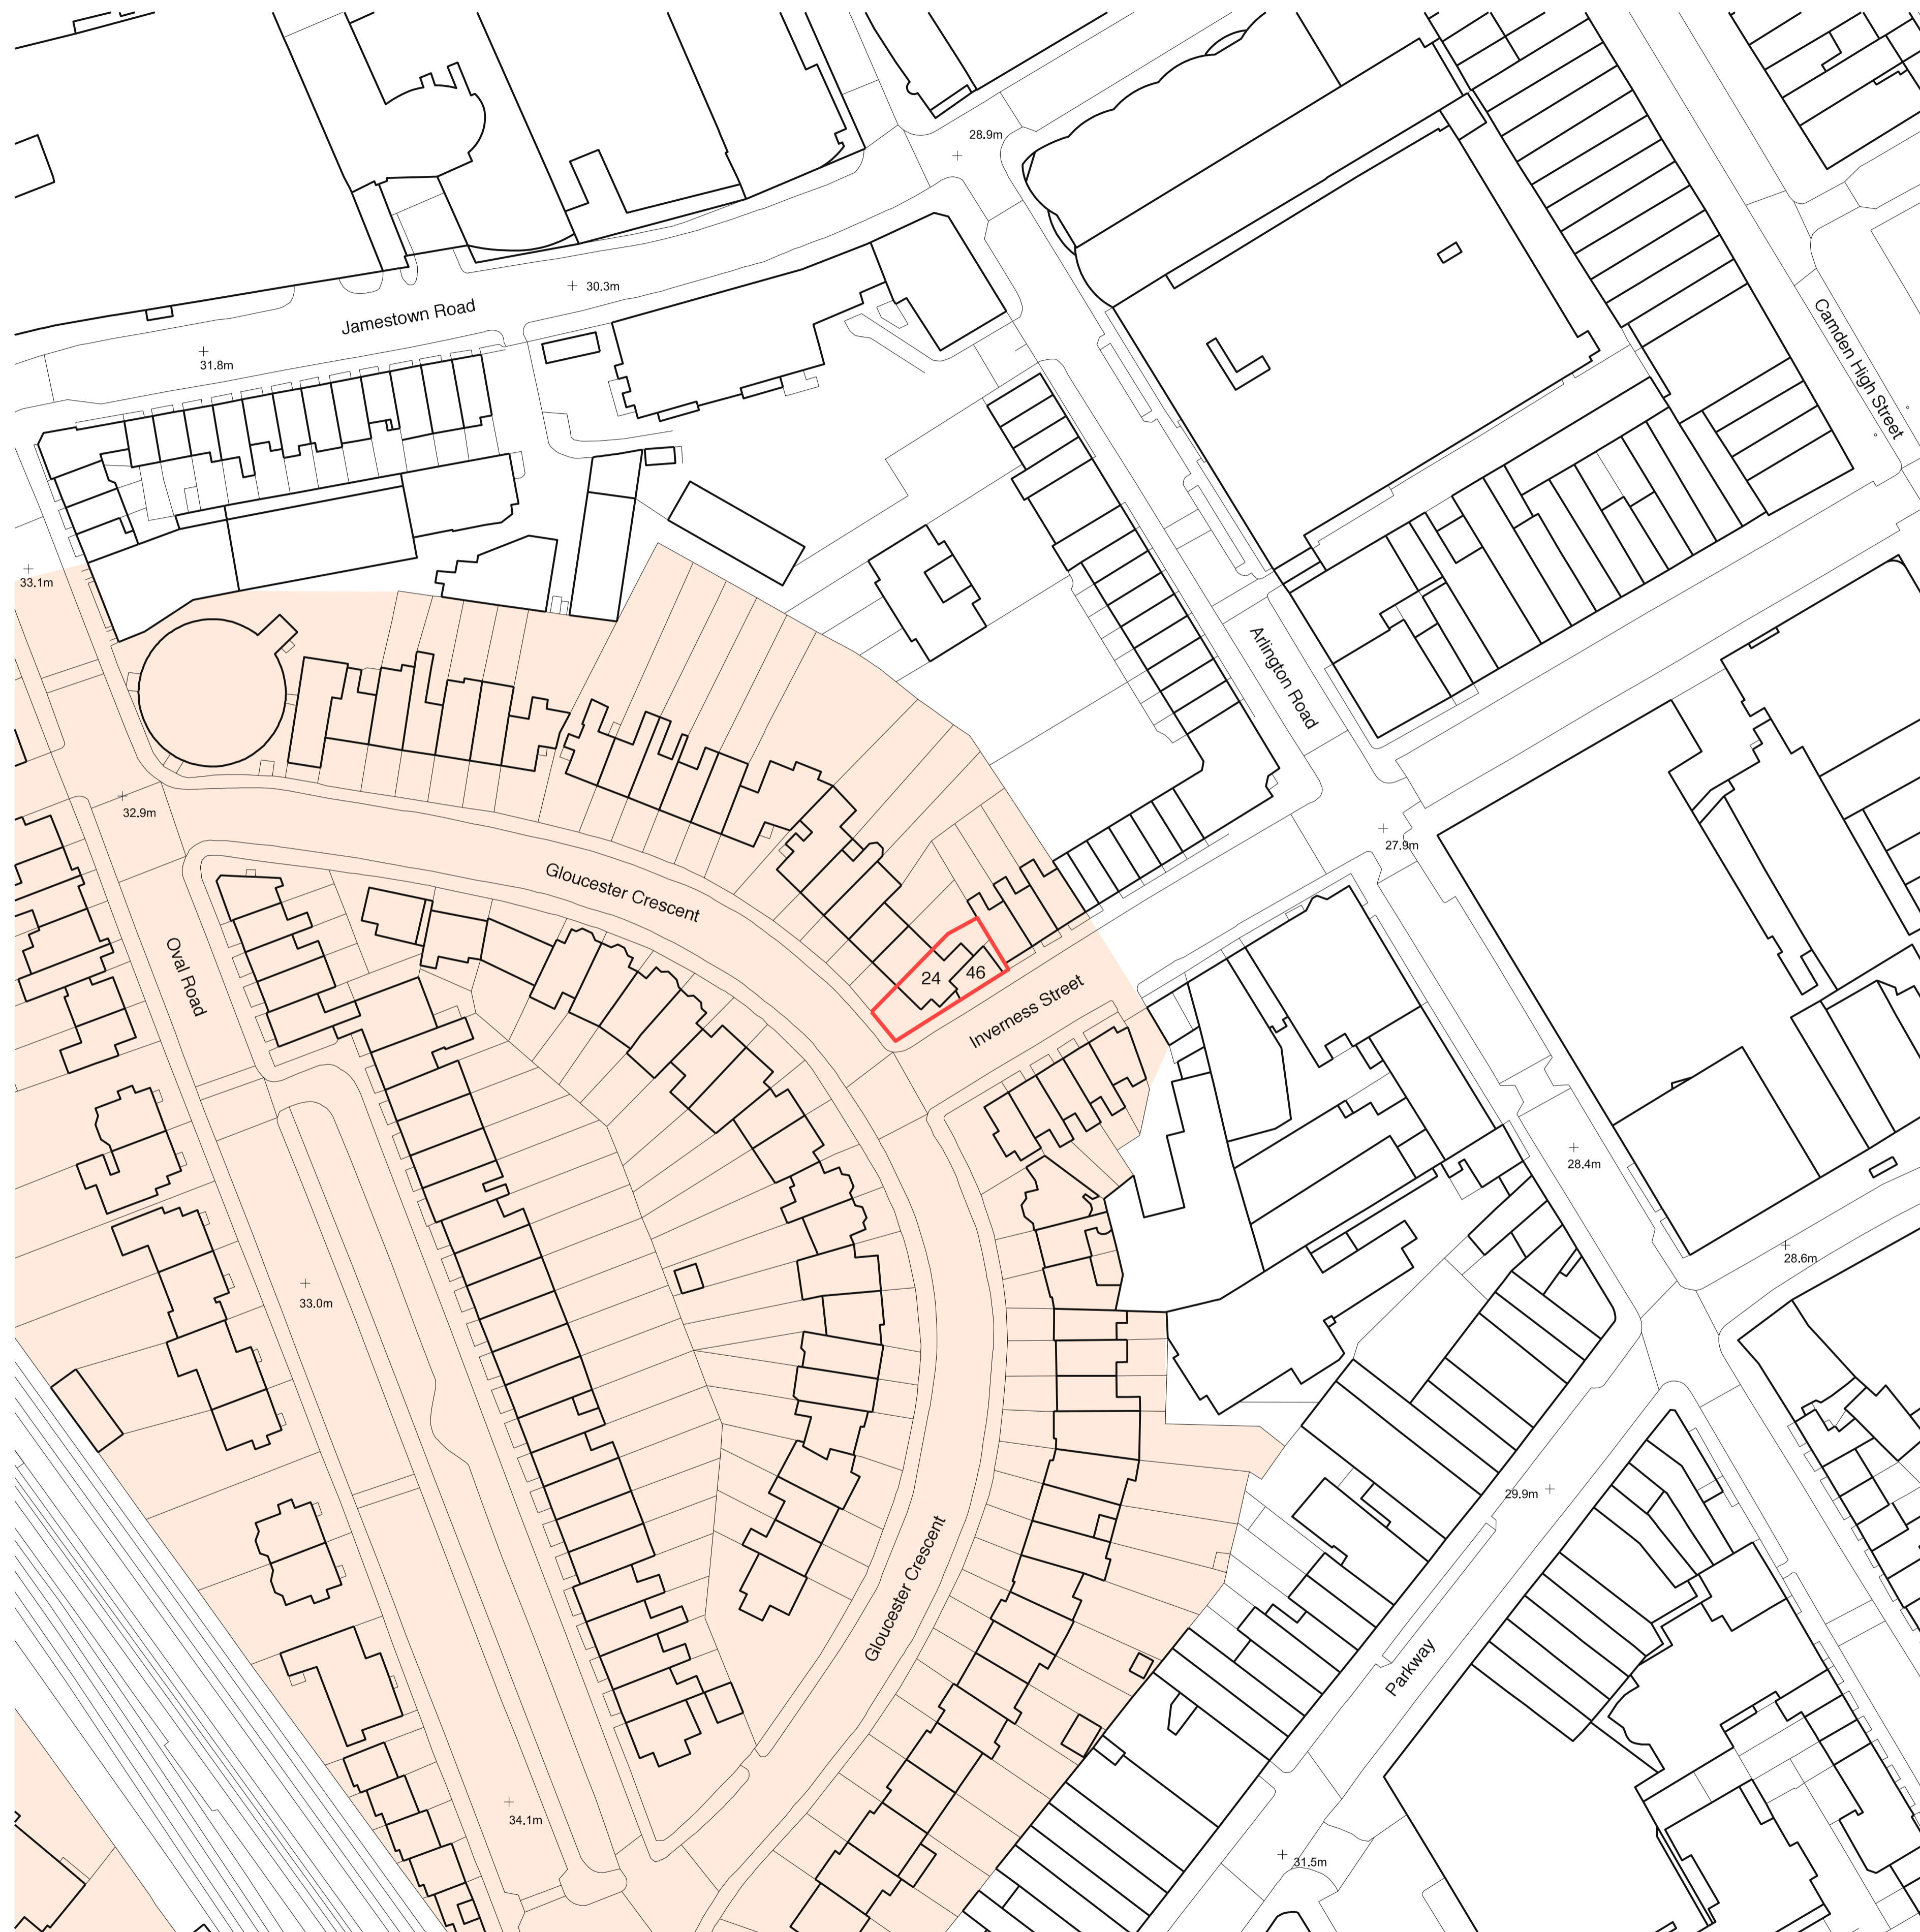 28.9m
30.3m
Jamestown Road
31.8m
Camden High Street
33.1m
Arlington Road
32.9m
27.9m
Gloucester Crescent
Oval Road
24
46
Inverness Street
28.4m
28.6m
33.0m
29.9m
Gloucester Crescent
Parkway
34.1m
31.5m